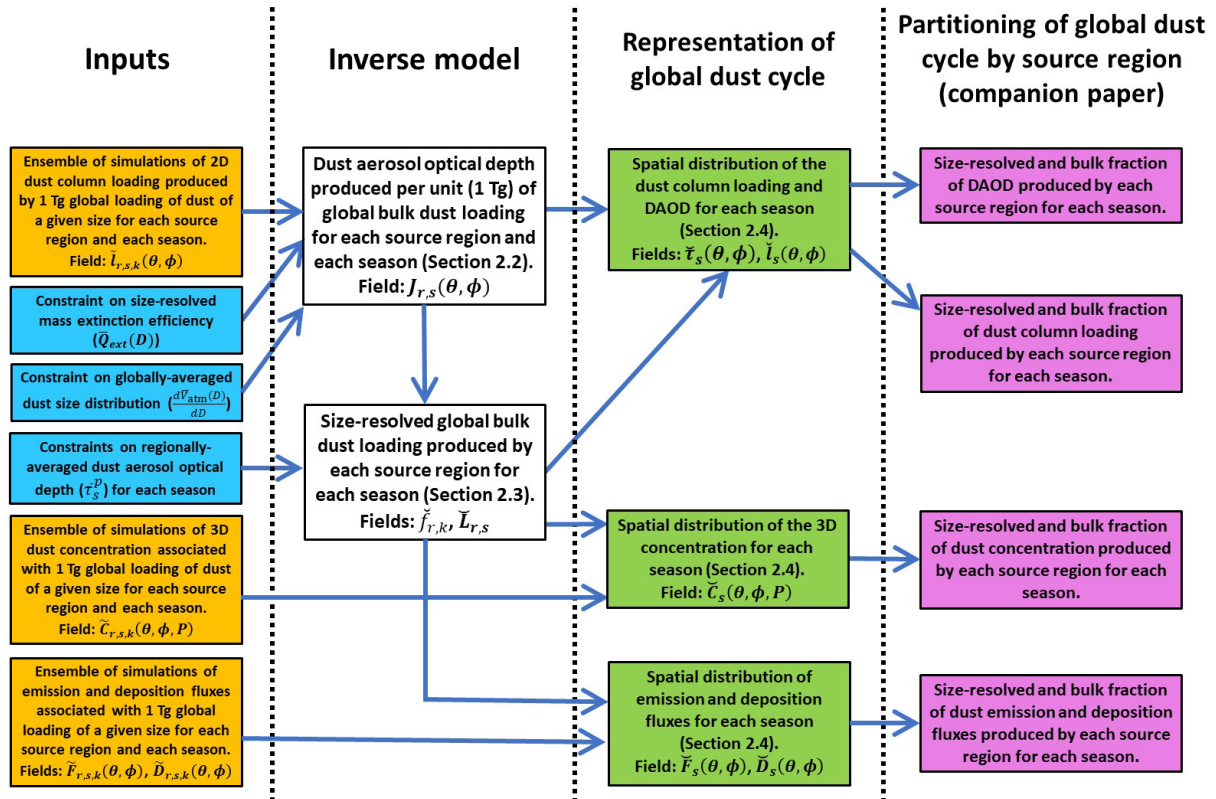 Inputs
Inverse model
Representation of
global dust cycle
Partitioning of global dust
cycle by source region
(companion paper)
Ensemble of simulations of 2D
dust column loading produced
by 1 Tg global loading of dust of
a given size for each source
region and each season.
Field: l̃_{r,s,k}(θ, ϕ)
Constraint on size-resolved
mass extinction efficiency
(Q̅_{ext}(D))
Constraint on globally-averaged
dust size distribution (dV̅_{atm}(D)/dD)
Constraints on regionally-
averaged dust aerosol optical
depth (τ̅_s^p) for each season
Ensemble of simulations of 3D
dust concentration associated
with 1 Tg global loading of dust
of a given size for each source
region and each season.
Field: C̃_{r,s,k}(θ, ϕ, P)
Ensemble of simulations of
emission and deposition fluxes
associated with 1 Tg global
loading of a given size for each
source region and each season.
Fields: F̃_{r,s,k}(θ, ϕ), D̃_{r,s,k}(θ, ϕ)
Dust aerosol optical depth
produced per unit (1 Tg) of
global bulk dust loading
for each source region and
each season (Section 2.2).
Field: J_{r,s}(θ, ϕ)
Size-resolved global bulk
dust loading produced by
each source region for
each season (Section 2.3).
Fields: f̆_{r,k}, L̆_{r,s}
Spatial distribution of the
dust column loading and
DAOD for each season
(Section 2.4).
Fields: τ̆_s(θ, ϕ), l̆_s(θ, ϕ)
Spatial distribution of the 3D
concentration for each
season (Section 2.4).
Field: C̆_s(θ, ϕ, P)
Spatial distribution of
emission and deposition
fluxes for each season
(Section 2.4).
Field: F̆_s(θ, ϕ), D̆_s(θ, ϕ)
Size-resolved and bulk fraction
of DAOD produced by each
source region for each season.
Size-resolved and bulk fraction
of dust column loading
produced by each source region
for each season.
Size-resolved and bulk fraction
of dust concentration produced
by each source region for each
season.
Size-resolved and bulk fraction
of dust emission and deposition
fluxes produced by each source
region for each season.